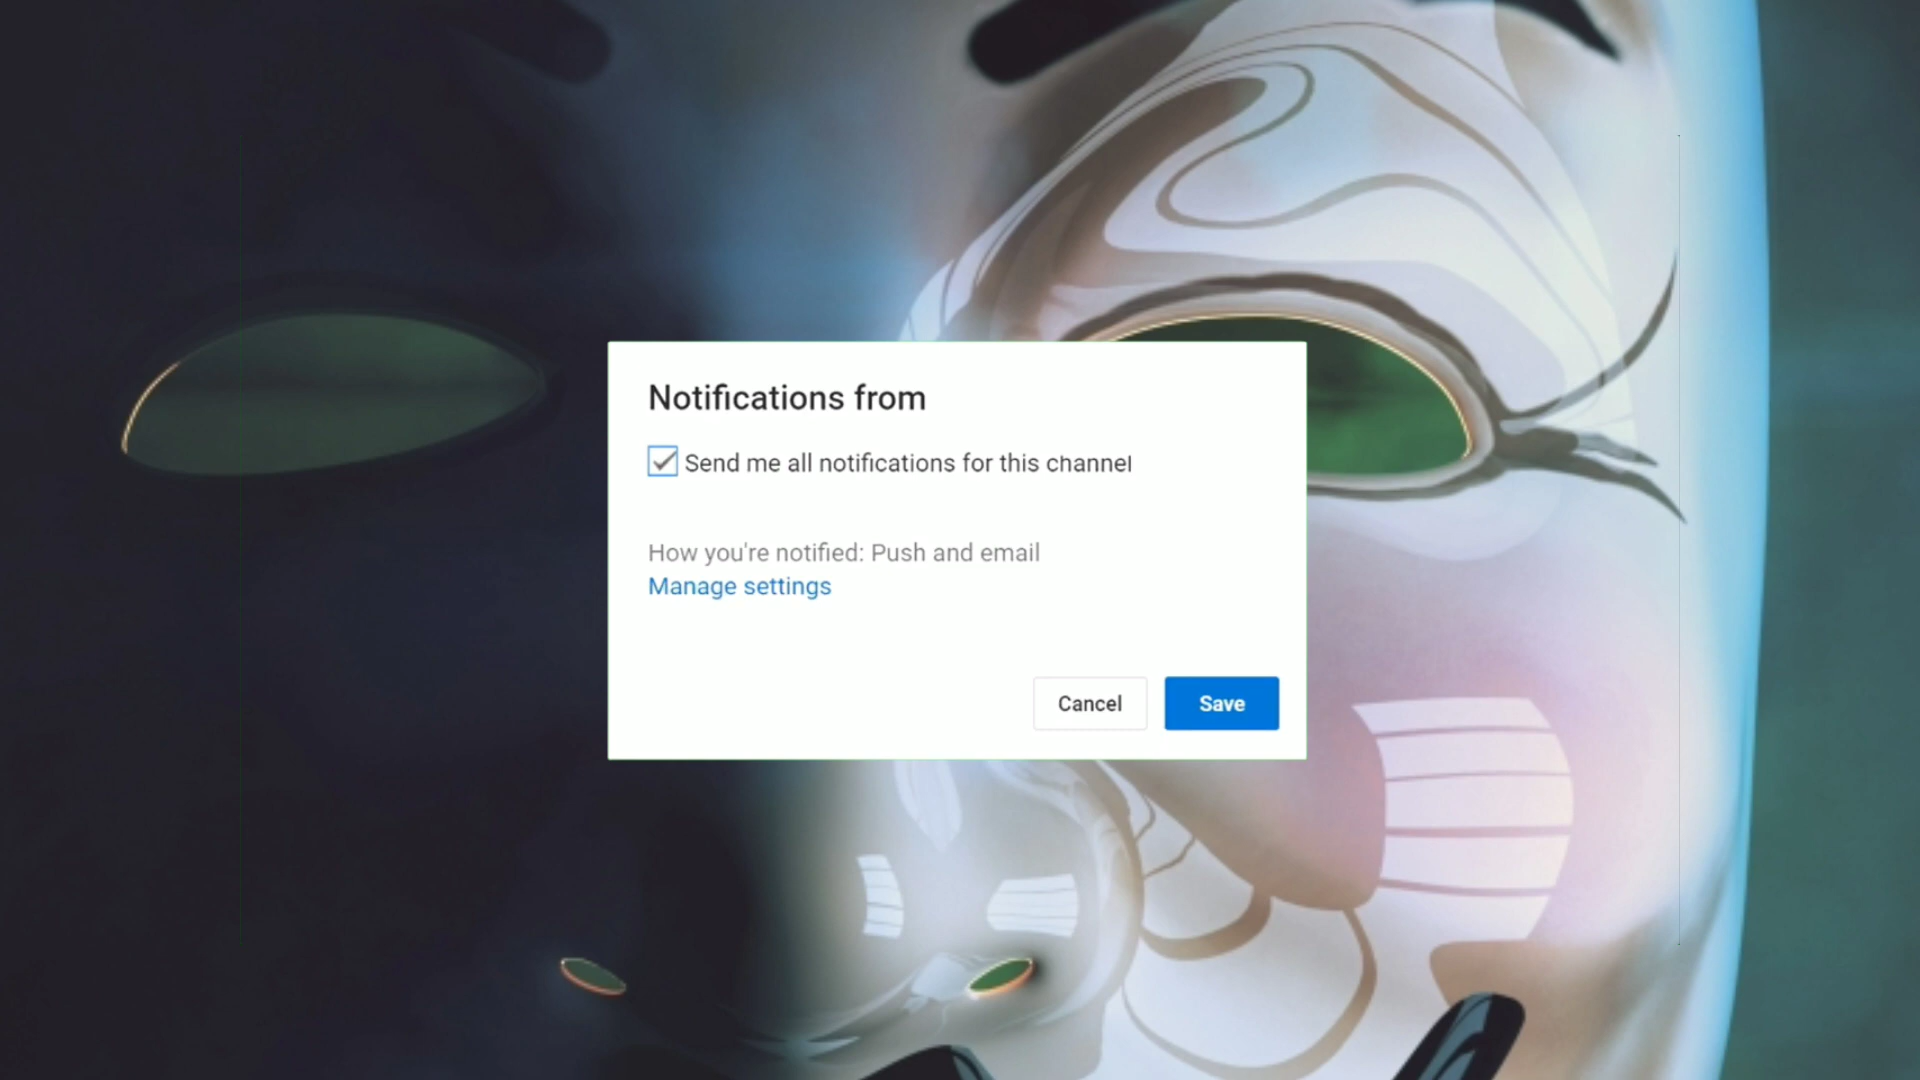 Notifications from
Send me all notifications for this channel
How you're notified: Push and email
Manage settings
Cancel
Save